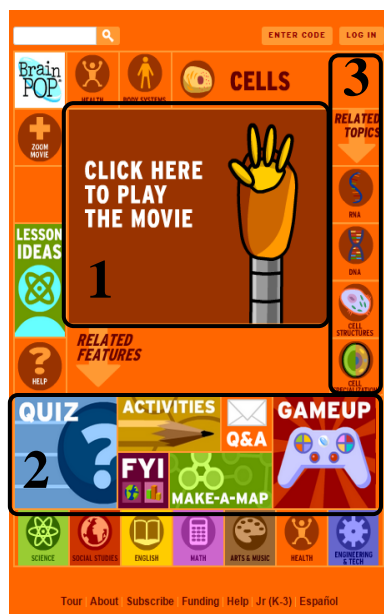 ENTER CODE
LOG IN
Brain
POP
HEALTH
BODY SYSTEMS
CELLS
3
RELATED
TOPICS
ZOOM
MOVIE
CLICK HERE
TO PLAY
THE MOVIE
1
RNA
LESSON
IDEAS
DNA
CELL
STRUCTURES
RELATED
FEATURES
HELP
CELL
SPECIALIZATION
QUIZ
ACTIVITIES
Q&A
GAMEUP
2
FYI
MAKE-A-MAP
SCIENCE
SOCIAL STUDIES
ENGLISH
MATH
ARTS & MUSIC
HEALTH
ENGINEERING
& TECH
Tour About Subscribe Funding Help Jr (K-3) Español